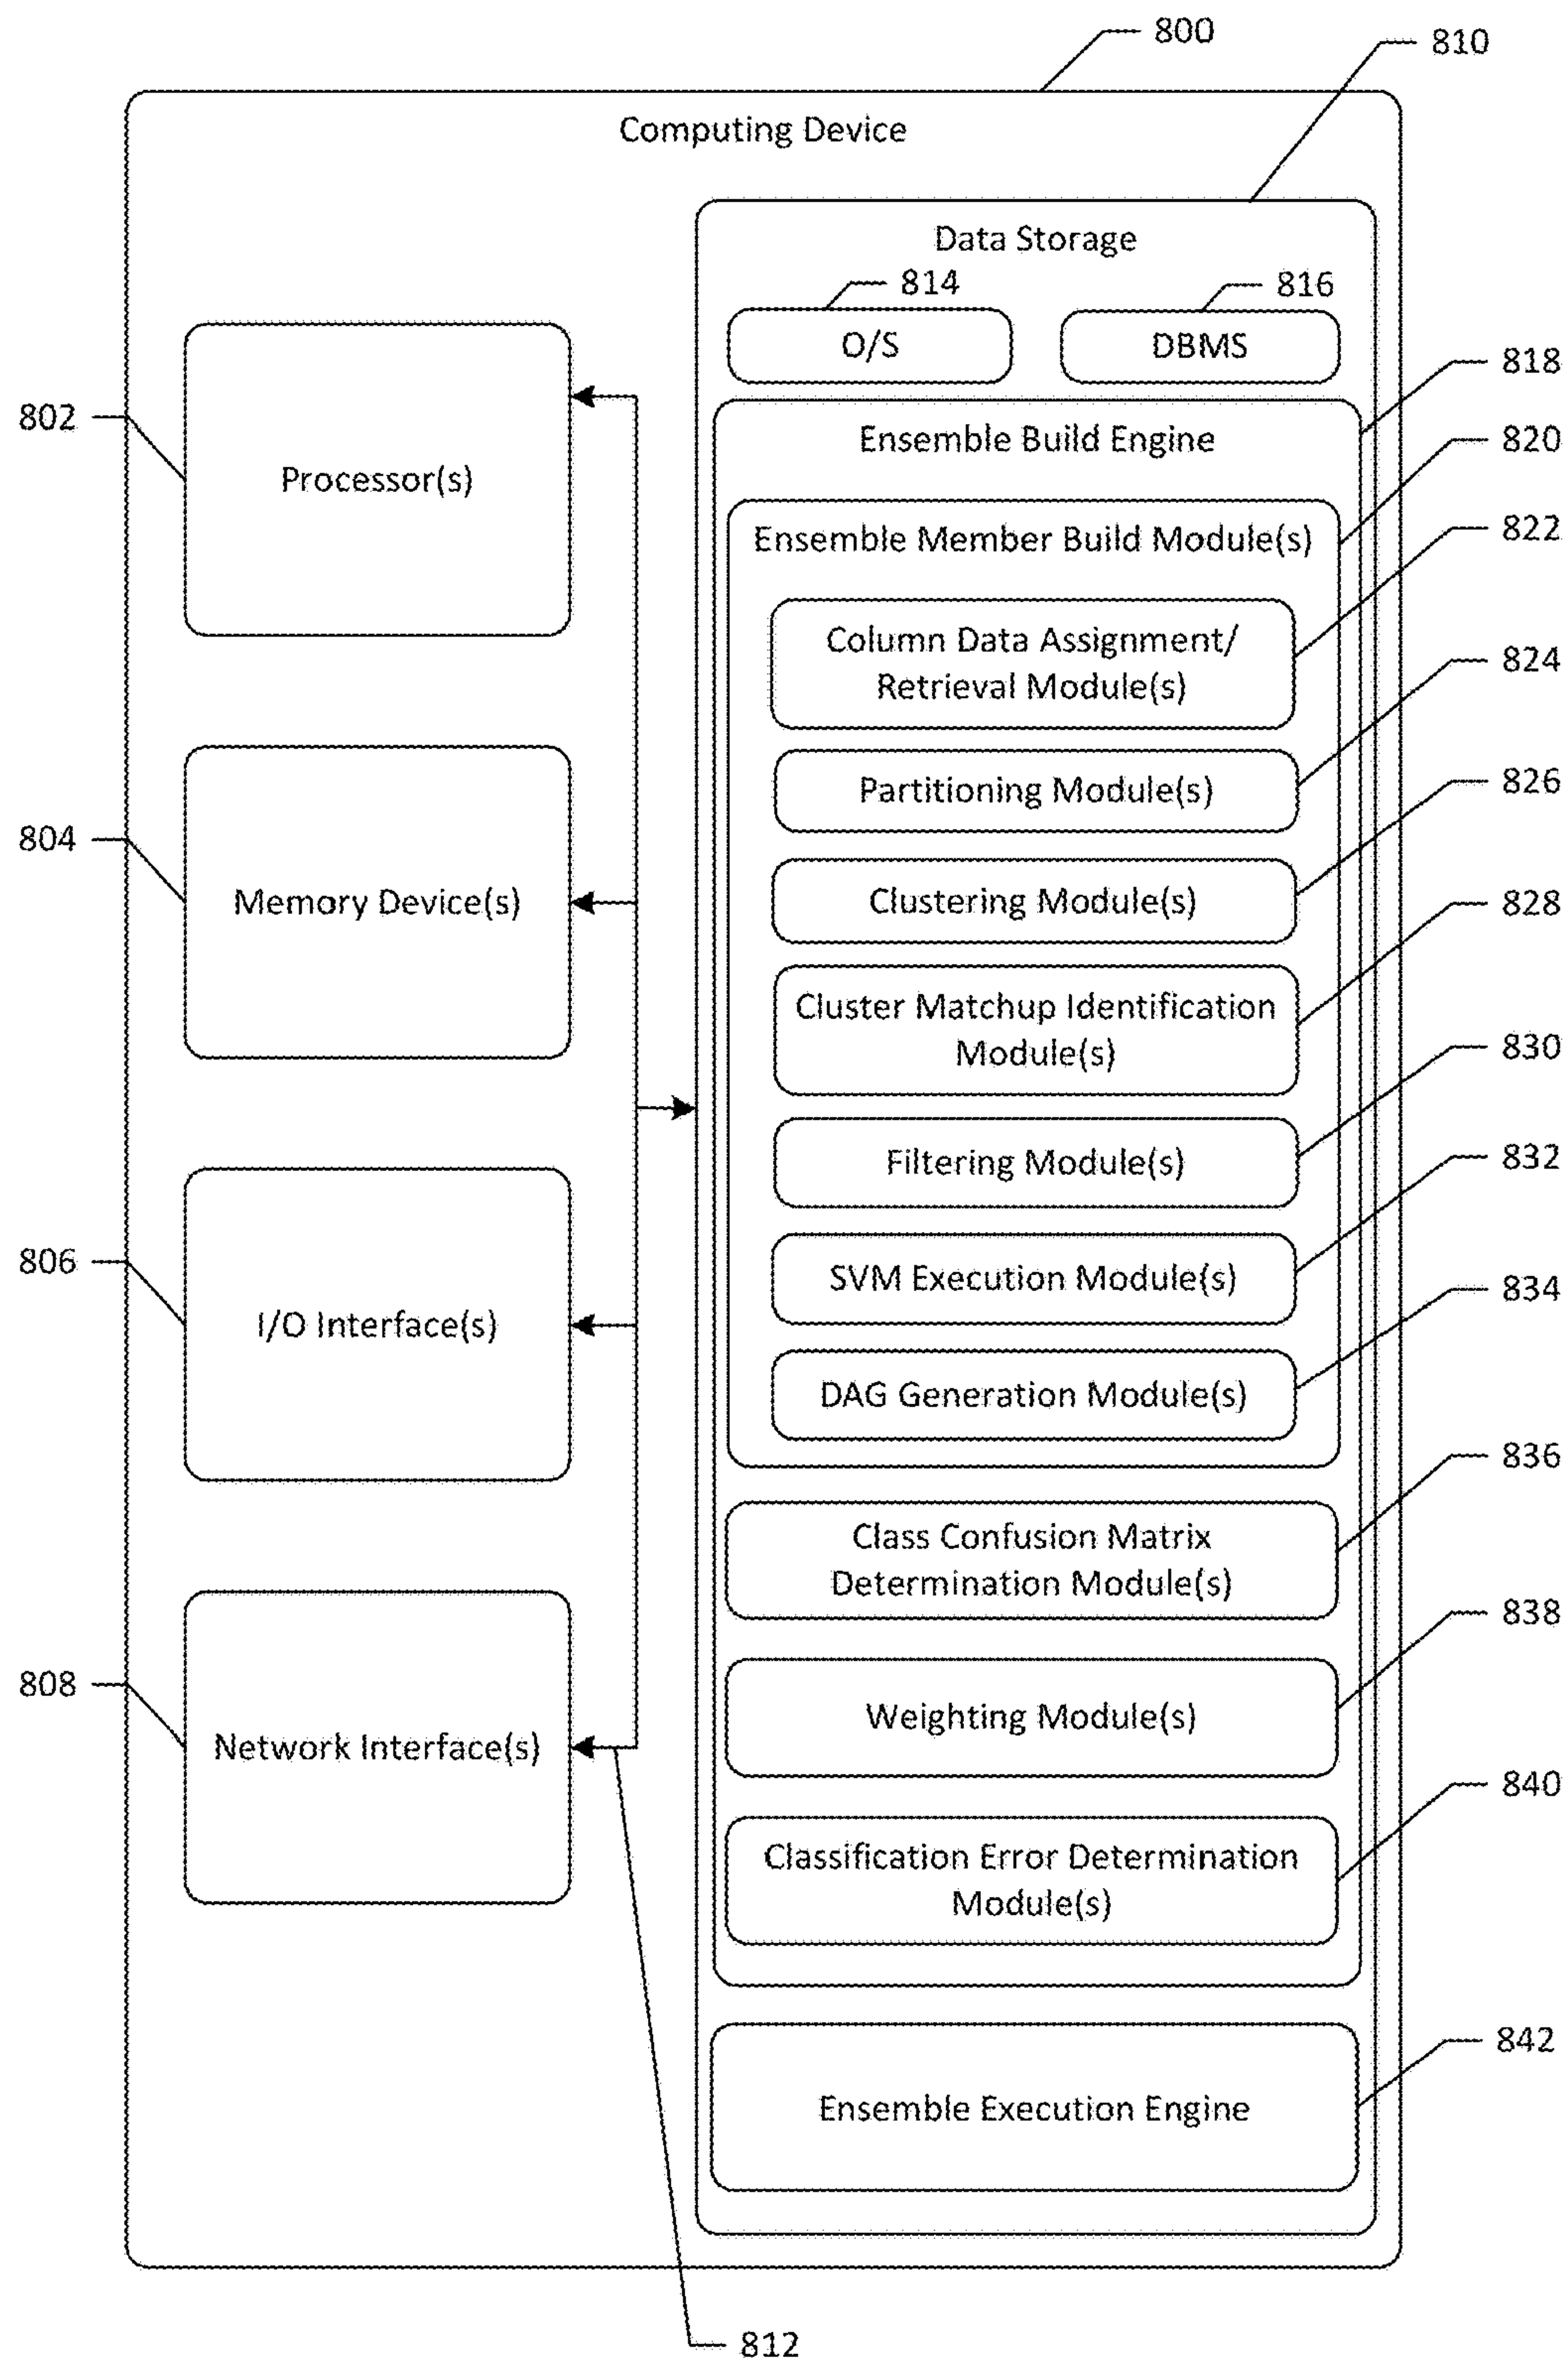 800
810
Computing Device
Data Storage
814
816
O/S
DBMS
818
802
Ensemble Build Engine
820
Processor(s)
822
Ensemble Member Build Module(s)
Column Data Assignment/
Retrieval Module(s)
824
Partitioning Module(s)
826
804
Memory Device(s)
Clustering Module(s)
828
Cluster Matchup Identification
Module(s)
830
Filtering Module(s)
832
806
I/O Interface(s)
SVM Execution Module(s)
834
DAG Generation Module(s)
836
Class Confusion Matrix
Determination Module(s)
838
808
Network Interface(s)
Weighting Module(s)
840
Classification Error Determination
Module(s)
842
Ensemble Execution Engine
812